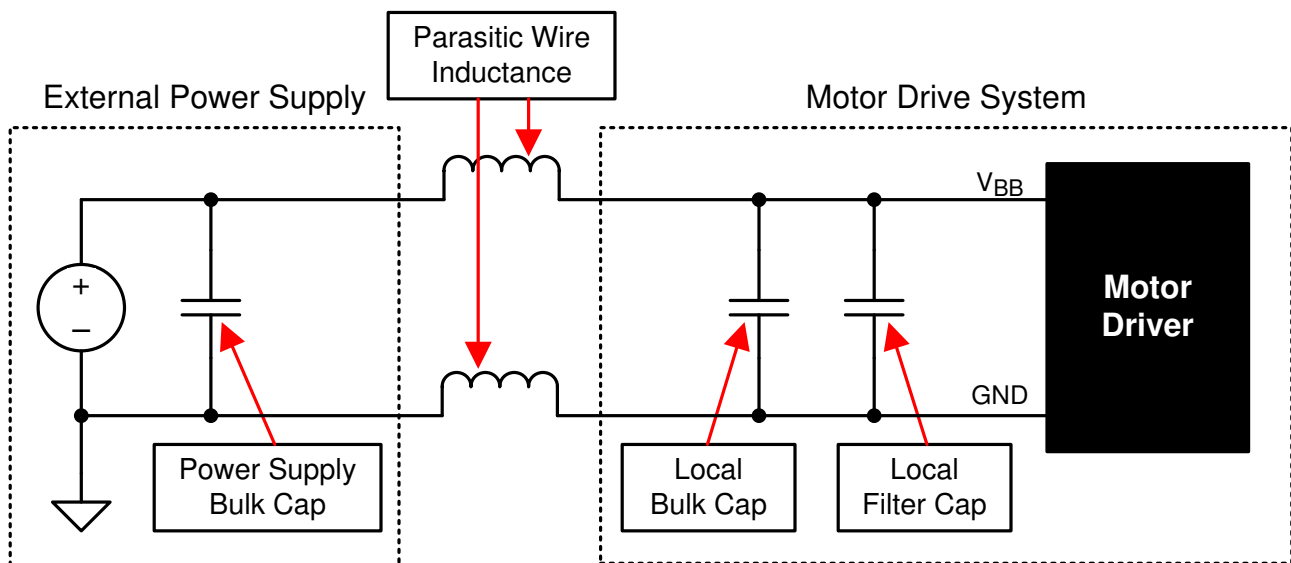 Parasitic Wire
Inductance
External Power Supply
Motor Drive System
VBB
+
–
Motor
Driver
GND
Power Supply
Bulk Cap
Local
Bulk Cap
Local
Filter Cap